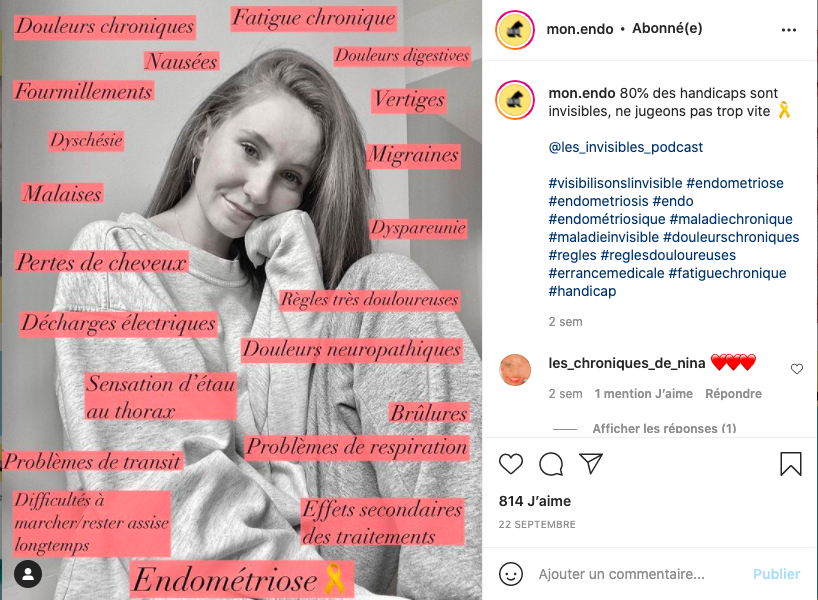 Douleurs chroniques
Fatigue chronique
Nausées
Douleurs digestives
Fourmillements
Vertiges
Dyschésie
Migraines
Malaises
Dyspareunie
Pertes de cheveux
Règles très douloureuses
Décharges électriques
Douleurs neuropathiques
Sensation d'étau
au thorax
Brûlures
Problèmes de respiration
Problèmes de transit
Difficultés à
marcher/rester assise
longtemps
Effets secondaires
des traitements
Endométriose
mon.endo • Abonné(e)
mon.endo 80% des handicaps sont
invisibles, ne jugeons pas trop vite
@les_invisibles_podcast
#visibilisonslinvisible #endometriose
#endometriosis #endo
#endométriosique #maladiechronique
#maladieinvisible #douleurschroniques
#regles #reglesdouloureuses
#errancemedicale #fatiguechronique
#handicap
2 sem
les_chroniques_de_nina
2 sem 1 mention J'aime Répondre
Afficher les réponses (1)
814 J'aime
22 SEPTEMBRE
Ajouter un commentaire... Publier